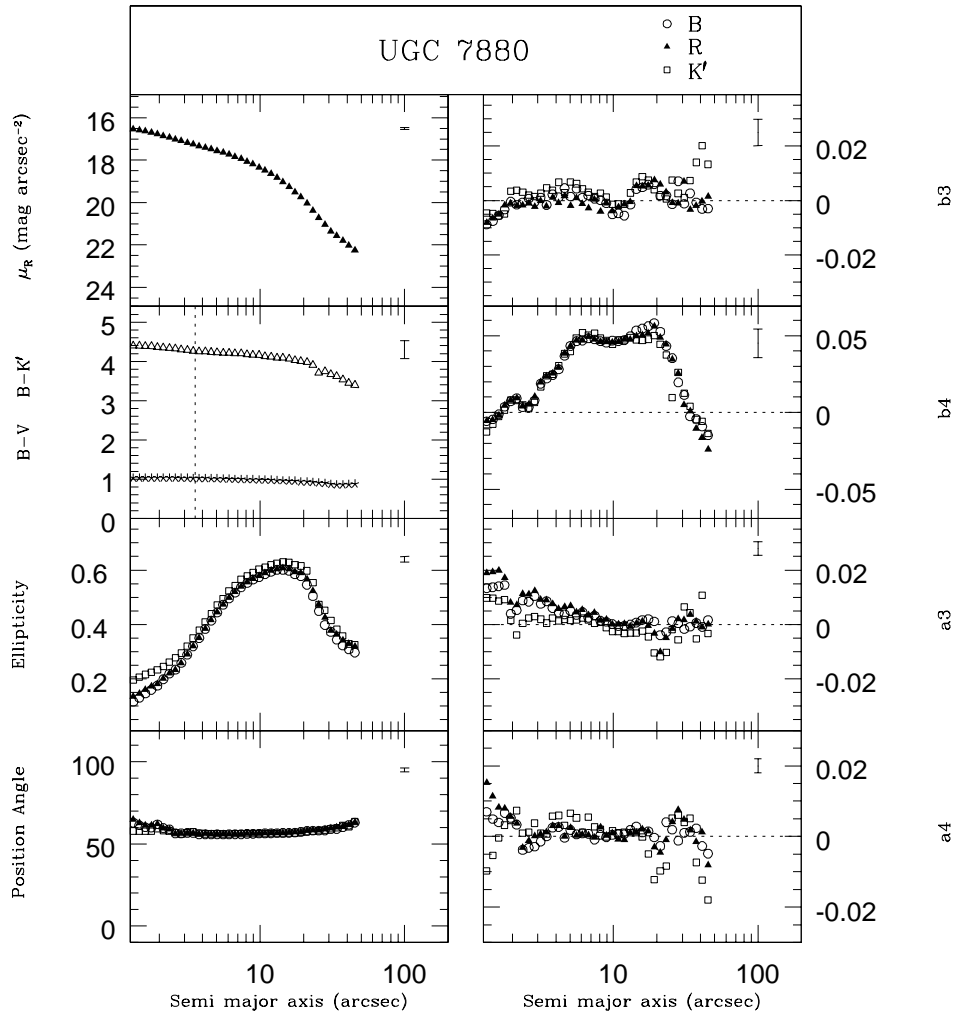 UGC 7880
B
R
K′
μR (mag arcsec−2)
16
18
20
22
24
B−V B−K′
5
4
3
2
1
0
Ellipticity
0.6
0.4
0.2
Position Angle
100
50
0
10 100
Semi major axis (arcsec)
0.02
0
-0.02
b3
0.05
0
-0.05
b4
0.02
0
-0.02
a3
0.02
0
-0.02
a4
10 100
Semi major axis (arcsec)